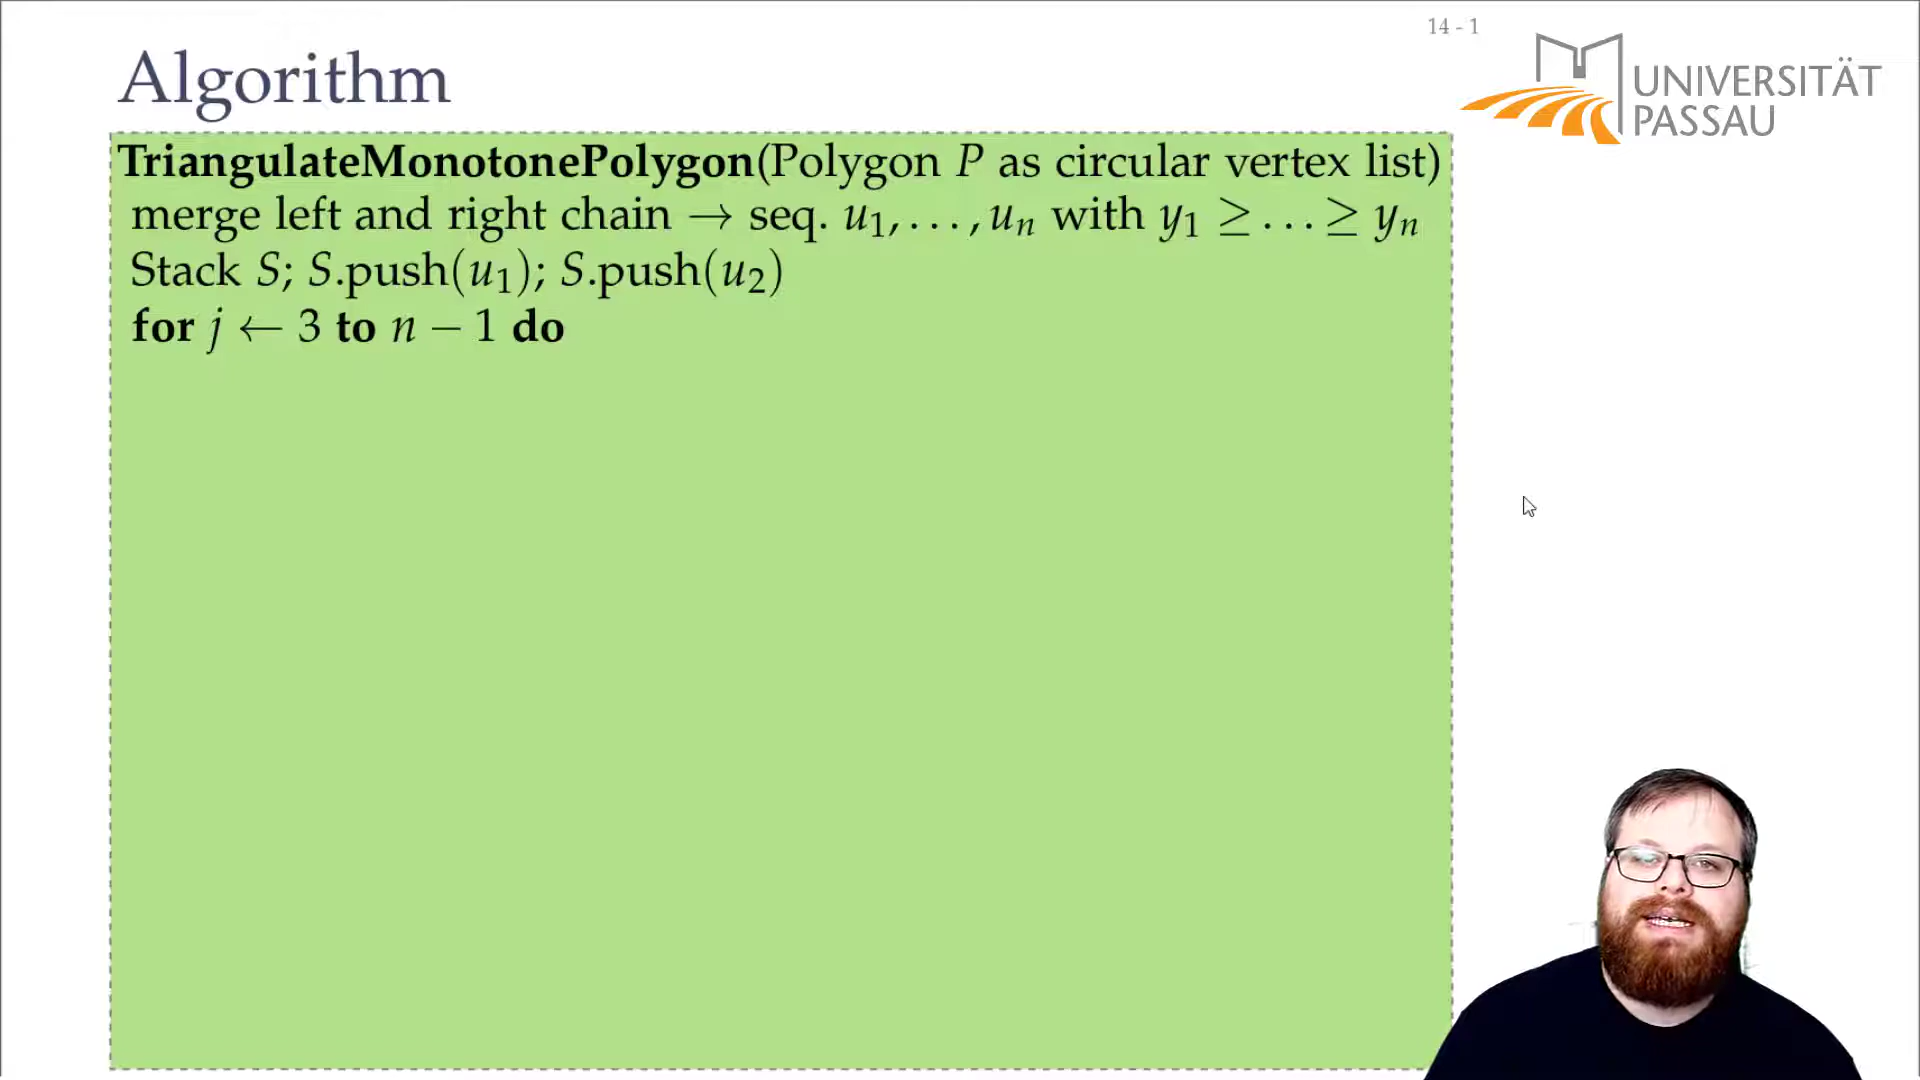 14 - 1
Algorithm
UNIVERSITÄT
PASSAU
TriangulateMonotonePolygon(Polygon P as circular vertex list)
merge left and right chain → seq. u₁, . . . , uₙ with y₁ ≥ . . . ≥ yₙ
Stack S; S.push(u₁); S.push(u₂)
for j ← 3 to n − 1 do